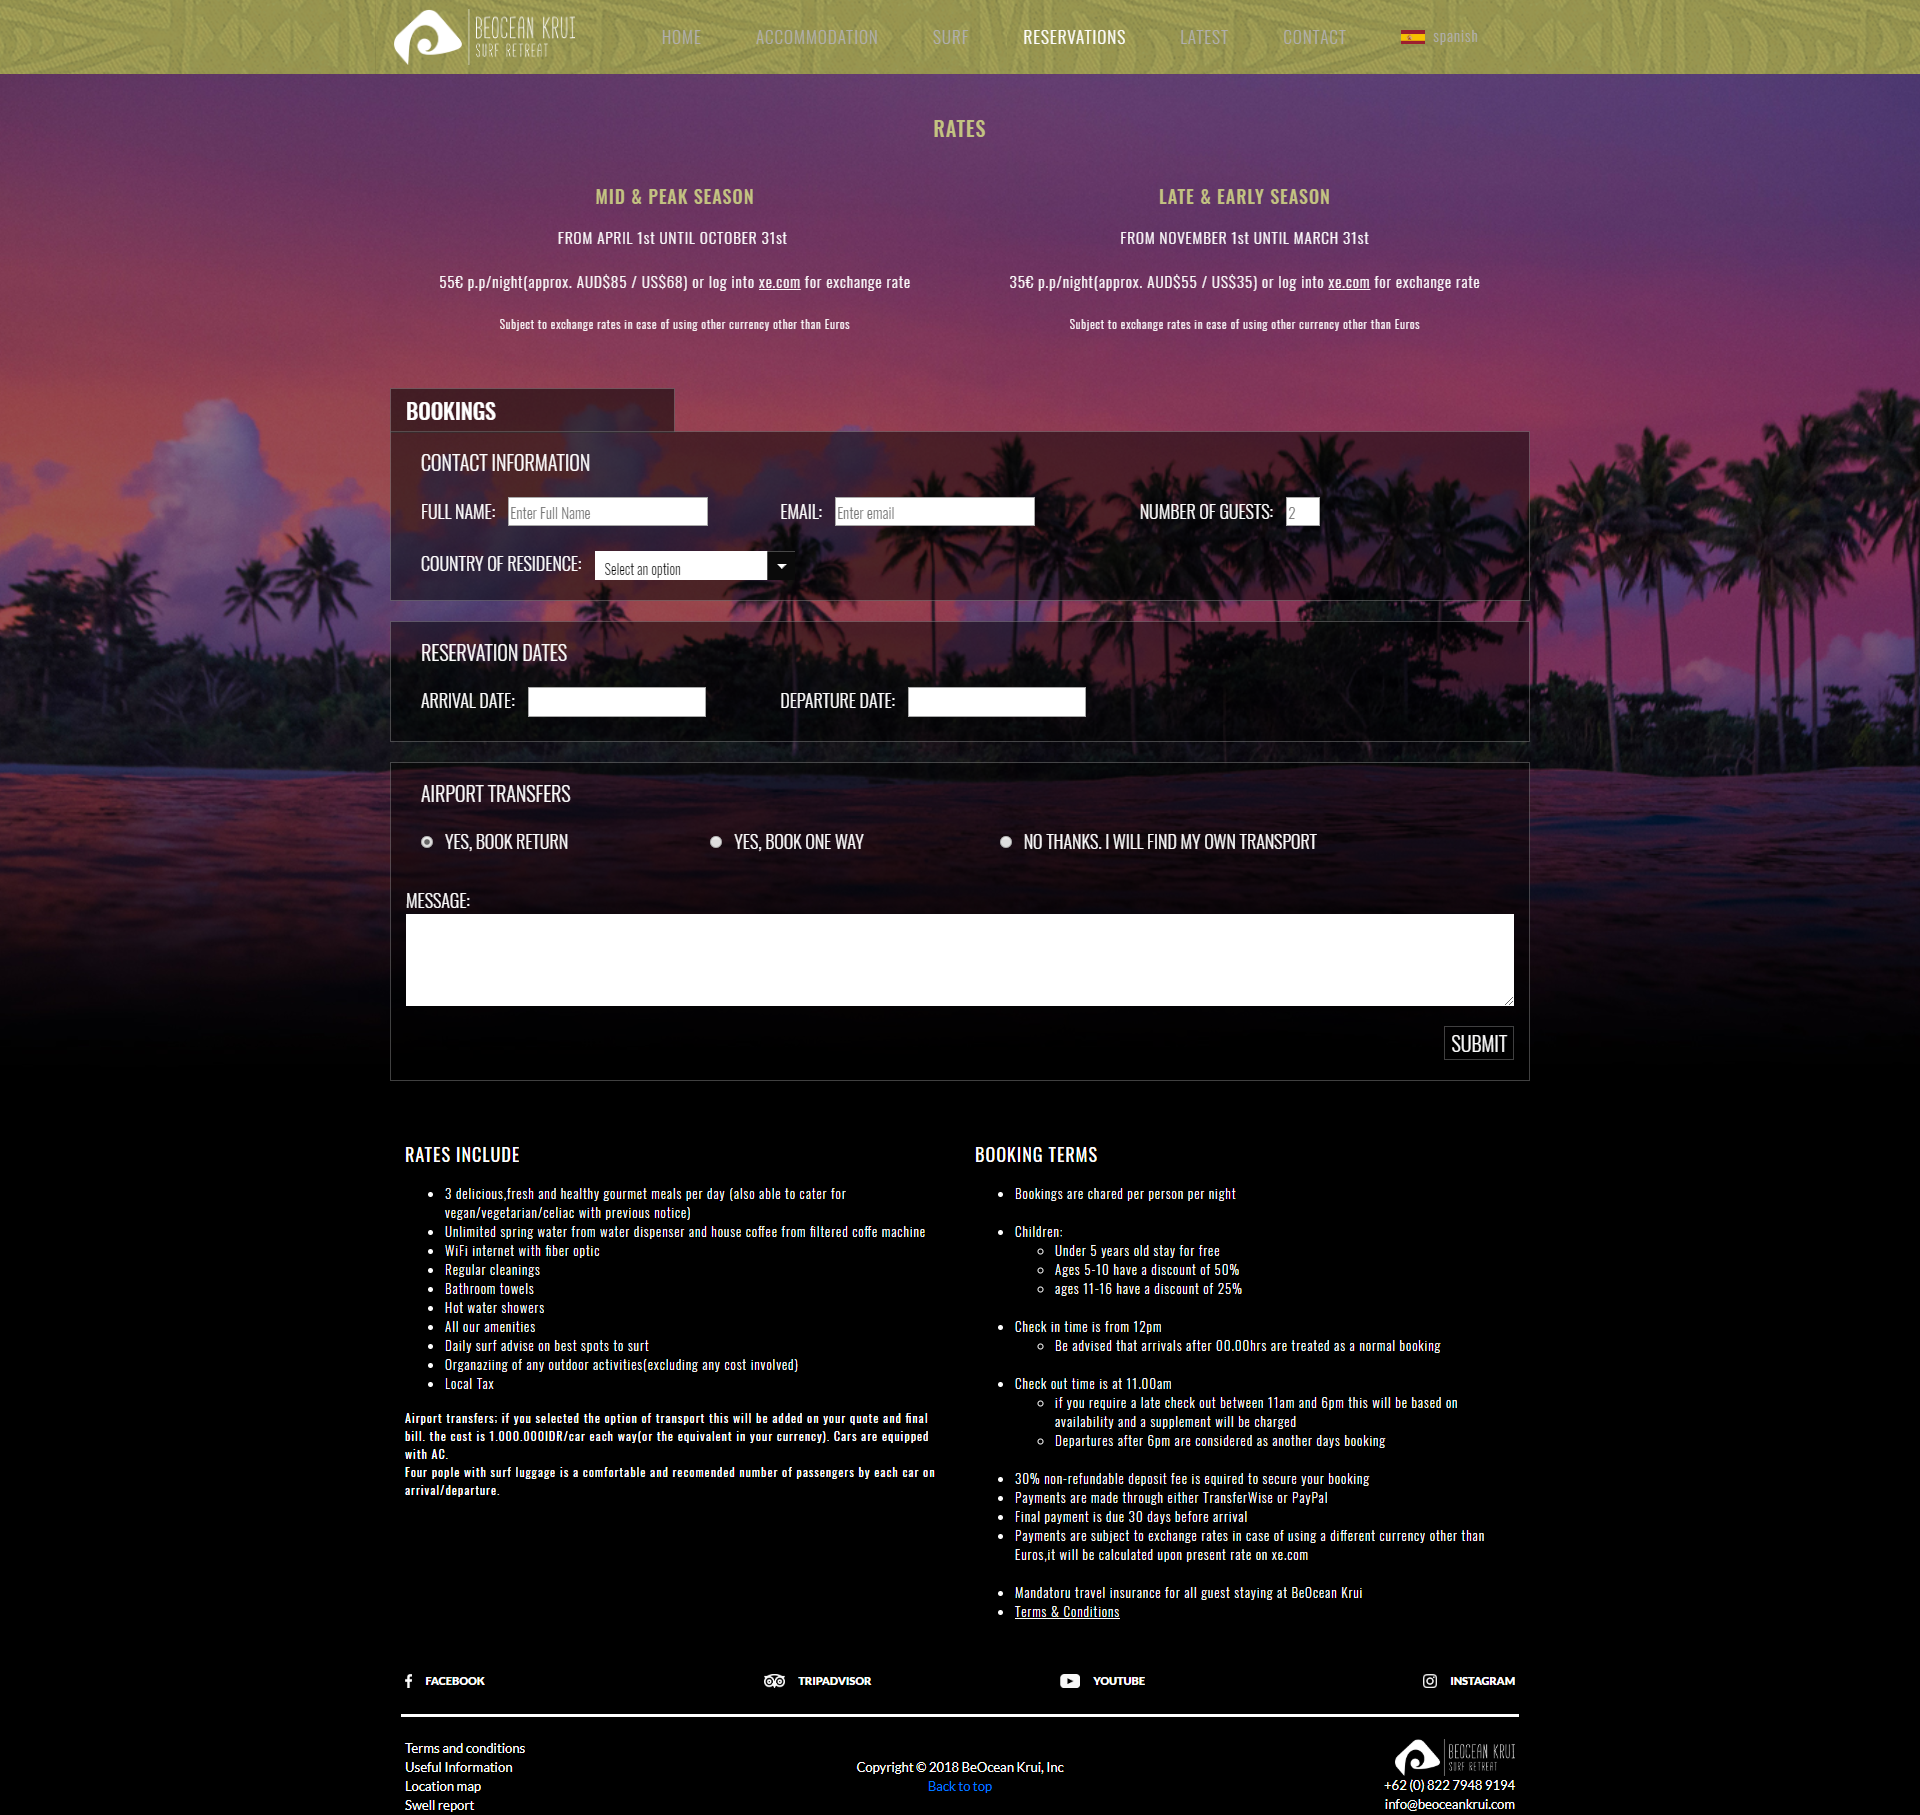 BEOCEAN KRUI
SURF RETREAT
HOME
ACCOMMODATION
SURF
RESERVATIONS
LATEST
CONTACT
spanish
RATES
MID & PEAK SEASON
FROM APRIL 1st UNTIL OCTOBER 31st
55€ p.p/night(approx. AUD$85 / US$68) or log into xe.com for exchange rate
Subject to exchange rates in case of using other currency other than Euros
LATE & EARLY SEASON
FROM NOVEMBER 1st UNTIL MARCH 31st
35€ p.p/night(approx. AUD$55 / US$35) or log into xe.com for exchange rate
Subject to exchange rates in case of using other currency other than Euros
BOOKINGS
CONTACT INFORMATION
FULL NAME: Enter Full Name
EMAIL: Enter email
NUMBER OF GUESTS: 2
COUNTRY OF RESIDENCE: Select an option
RESERVATION DATES
ARRIVAL DATE:
DEPARTURE DATE:
AIRPORT TRANSFERS
YES, BOOK RETURN
YES, BOOK ONE WAY
NO THANKS. I WILL FIND MY OWN TRANSPORT
MESSAGE:
SUBMIT
RATES INCLUDE
3 delicious,fresh and healthy gourmet meals per day (also able to cater for
vegan/vegetarian/celiac with previous notice)
Unlimited spring water from water dispenser and house coffee from filtered coffe machine
WiFi internet with fiber optic
Regular cleanings
Bathroom towels
Hot water showers
All our amenities
Daily surf advise on best spots to surt
Organaziing of any outdoor activities(excluding any cost involved)
Local Tax
Airport transfers; if you selected the option of transport this will be added on your quote and final
bill. the cost is 1.000.000IDR/car each way(or the equivalent in your currency). Cars are equipped
with AC.
Four pople with surf luggage is a comfortable and recomended number of passengers by each car on
arrival/departure.
BOOKING TERMS
Bookings are chared per person per night
Children:
Under 5 years old stay for free
Ages 5-10 have a discount of 50%
ages 11-16 have a discount of 25%
Check in time is from 12pm
Be advised that arrivals after 00.00hrs are treated as a normal booking
Check out time is at 11.00am
if you require a late check out between 11am and 6pm this will be based on
availability and a supplement will be charged
Departures after 6pm are considered as another days booking
30% non-refundable deposit fee is equired to secure your booking
Payments are made through either TransferWise or PayPal
Final payment is due 30 days before arrival
Payments are subject to exchange rates in case of using a different currency other than
Euros,it will be calculated upon present rate on xe.com
Mandatoru travel insurance for all guest staying at BeOcean Krui
Terms & Conditions
FACEBOOK
TRIPADVISOR
YOUTUBE
INSTAGRAM
Terms and conditions
Useful Information
Location map
Swell report
Copyright © 2018 BeOcean Krui, Inc
Back to top
BEOCEAN KRUI
SURF RETREAT
+62 (0) 822 7948 9194
info@beoceankrui.com